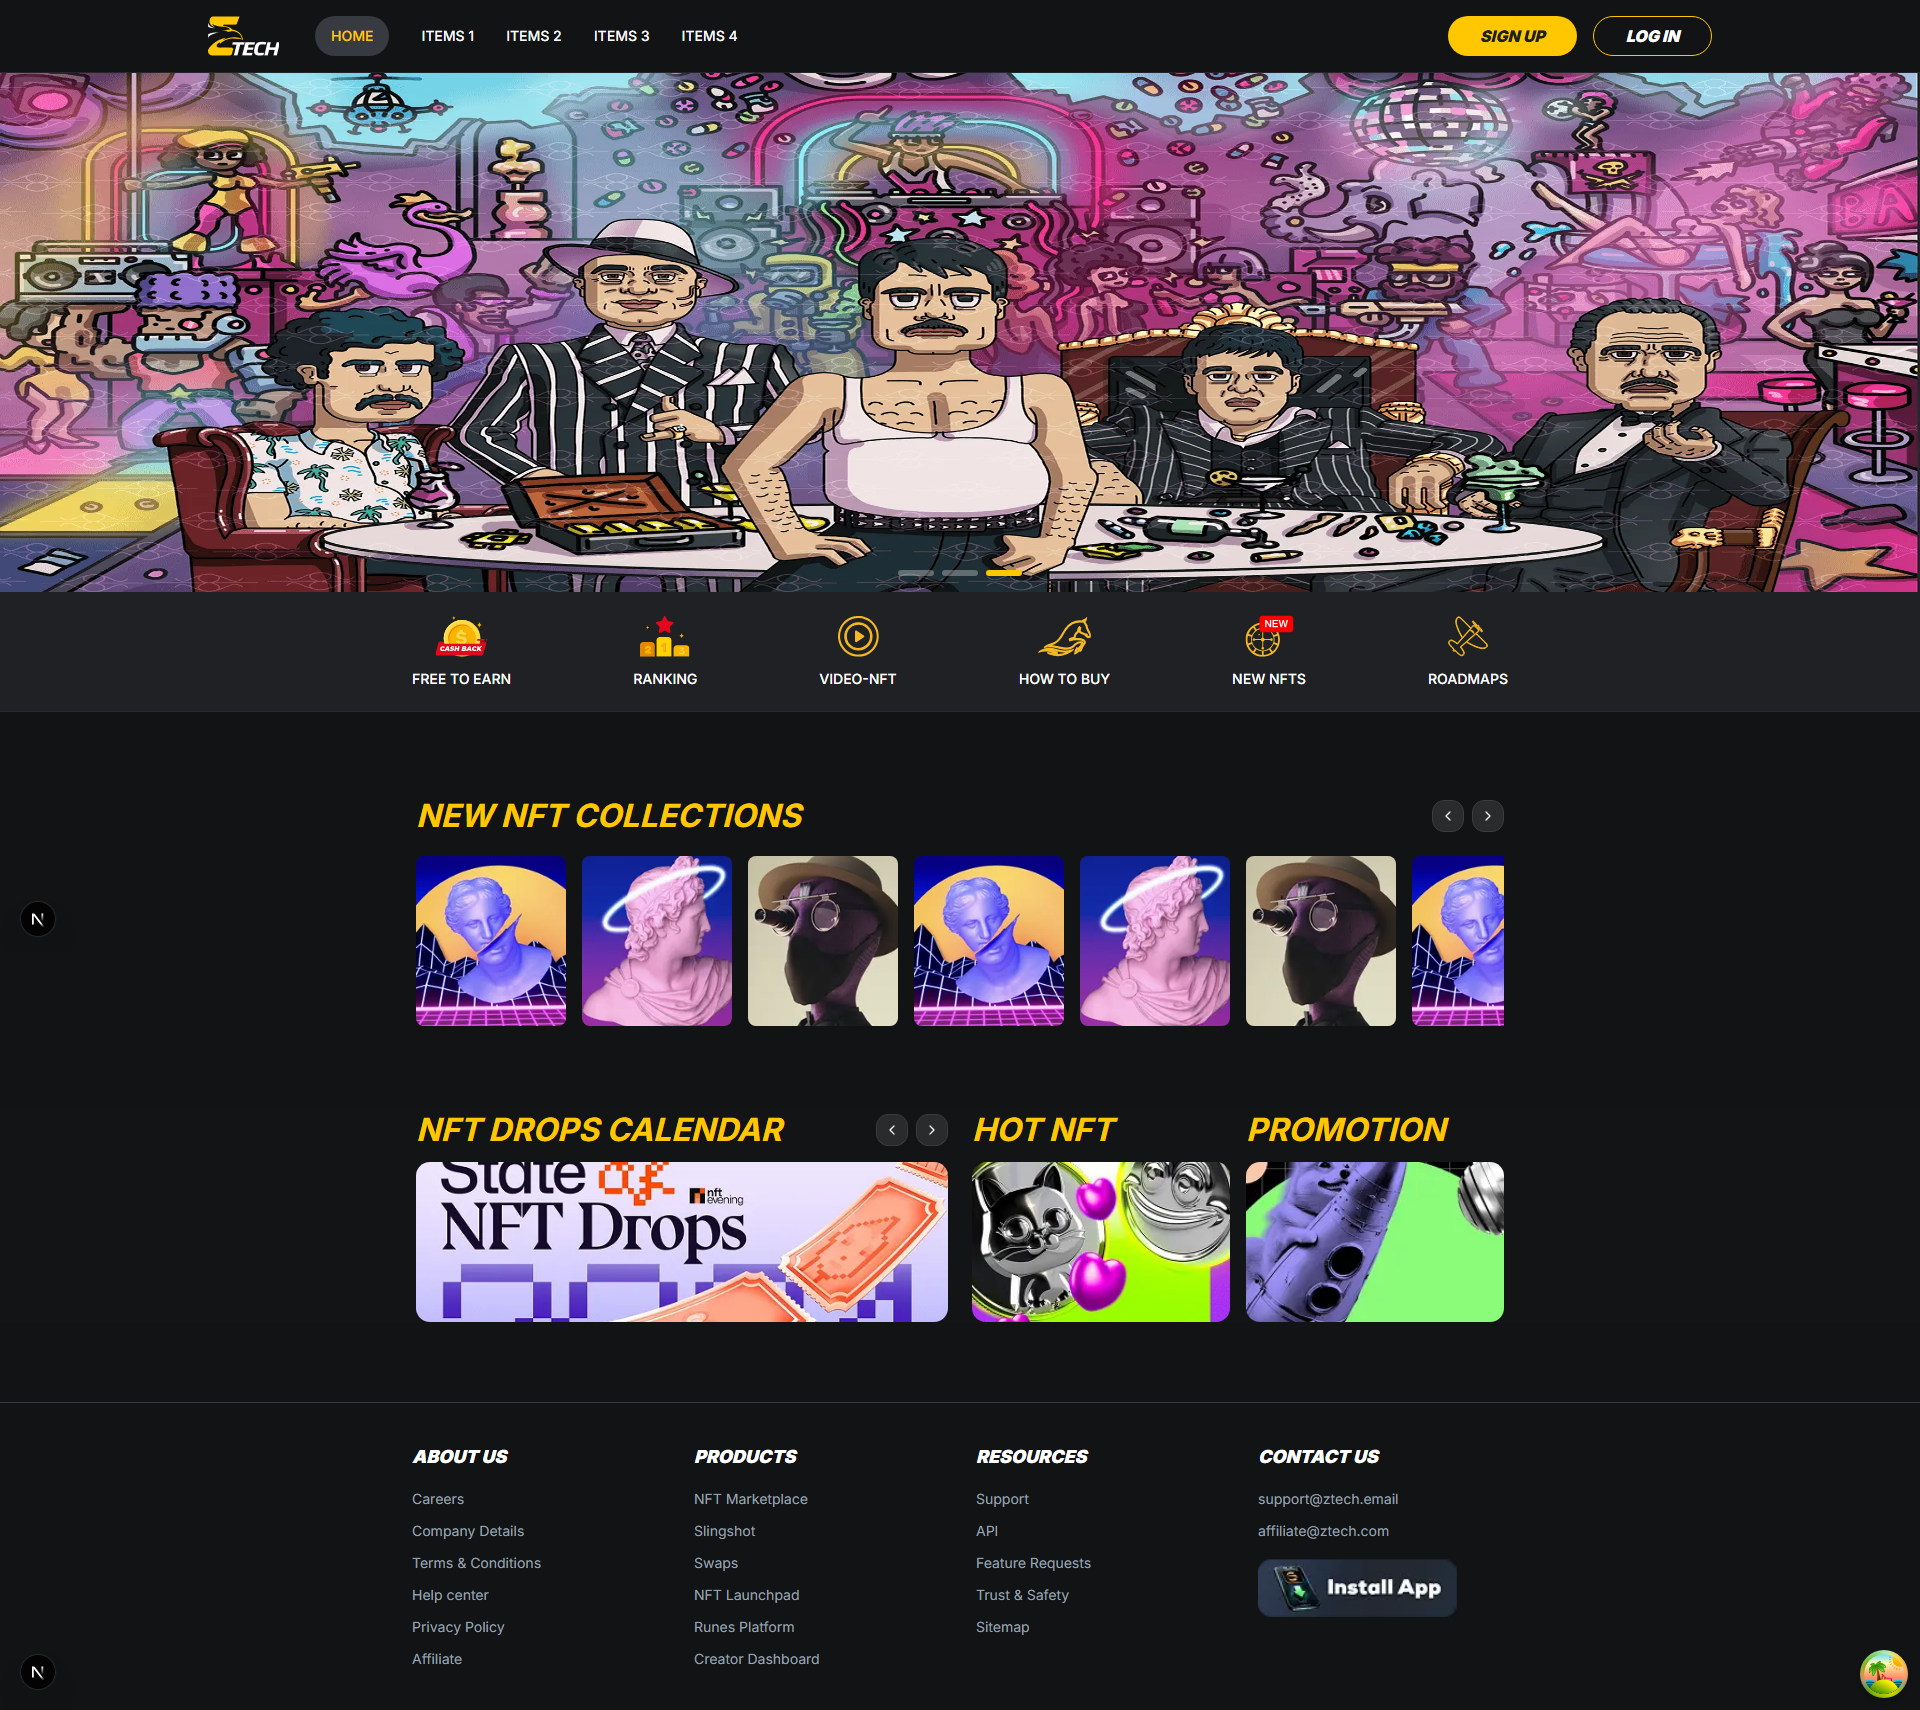 ZTECH
HOME
ITEMS 1
ITEMS 2
ITEMS 3
ITEMS 4
SIGN UP
LOG IN
BA
CASH BACK
NEW
FREE TO EARN
RANKING
VIDEO-NFT
HOW TO BUY
NEW NFTS
ROADMAPS
NEW NFT COLLECTIONS
NFT DROPS CALENDAR
HOT NFT
PROMOTION
State of
nft
evening
NFT Drops
ABOUT US
Careers
Company Details
Terms & Conditions
Help center
Privacy Policy
Affiliate
PRODUCTS
NFT Marketplace
Slingshot
Swaps
NFT Launchpad
Runes Platform
Creator Dashboard
RESOURCES
Support
API
Feature Requests
Trust & Safety
Sitemap
CONTACT US
support@ztech.email
affiliate@ztech.com
Install App
N
N